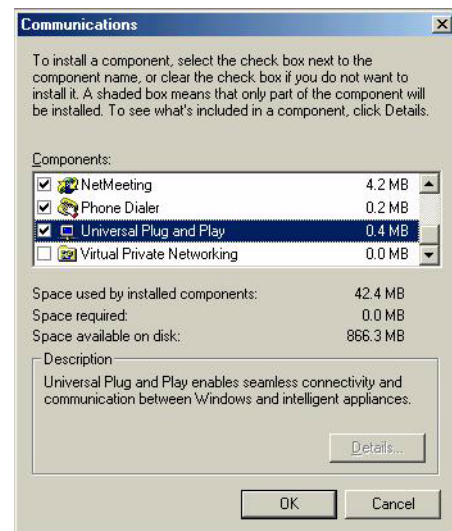 Communications
To install a component, select the check box next to the
component name, or clear the check box if you do not want to
install it. A shaded box means that only part of the component will
be installed. To see what's included in a component, click Details.
Components:
NetMeeting 4.2 MB
Phone Dialer 0.2 MB
Universal Plug and Play 0.4 MB
Virtual Private Networking 0.0 MB
Space used by installed components: 42.4 MB
Space required: 0.0 MB
Space available on disk: 866.3 MB
Description
Universal Plug and Play enables seamless connectivity and
communication between Windows and intelligent appliances.
Details...
OK Cancel